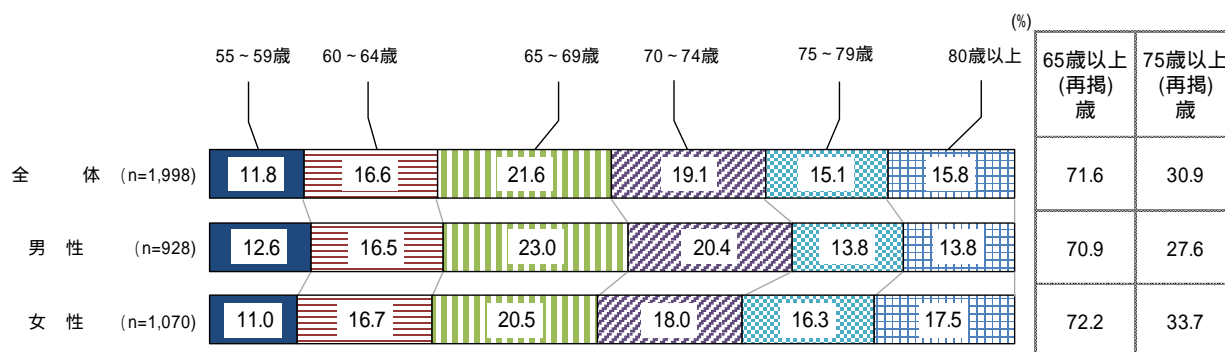 (%)
55～59歳 60～64歳 65～69歳 70～74歳 75～79歳 80歳以上
65歳以上 75歳以上
(再掲) (再掲)
歳 歳
全 体 (n=1,998) 11.8 16.6 21.6 19.1 15.1 15.8 71.6 30.9
男 性 (n=928) 12.6 16.5 23.0 20.4 13.8 13.8 70.9 27.6
女 性 (n=1,070) 11.0 16.7 20.5 18.0 16.3 17.5 72.2 33.7